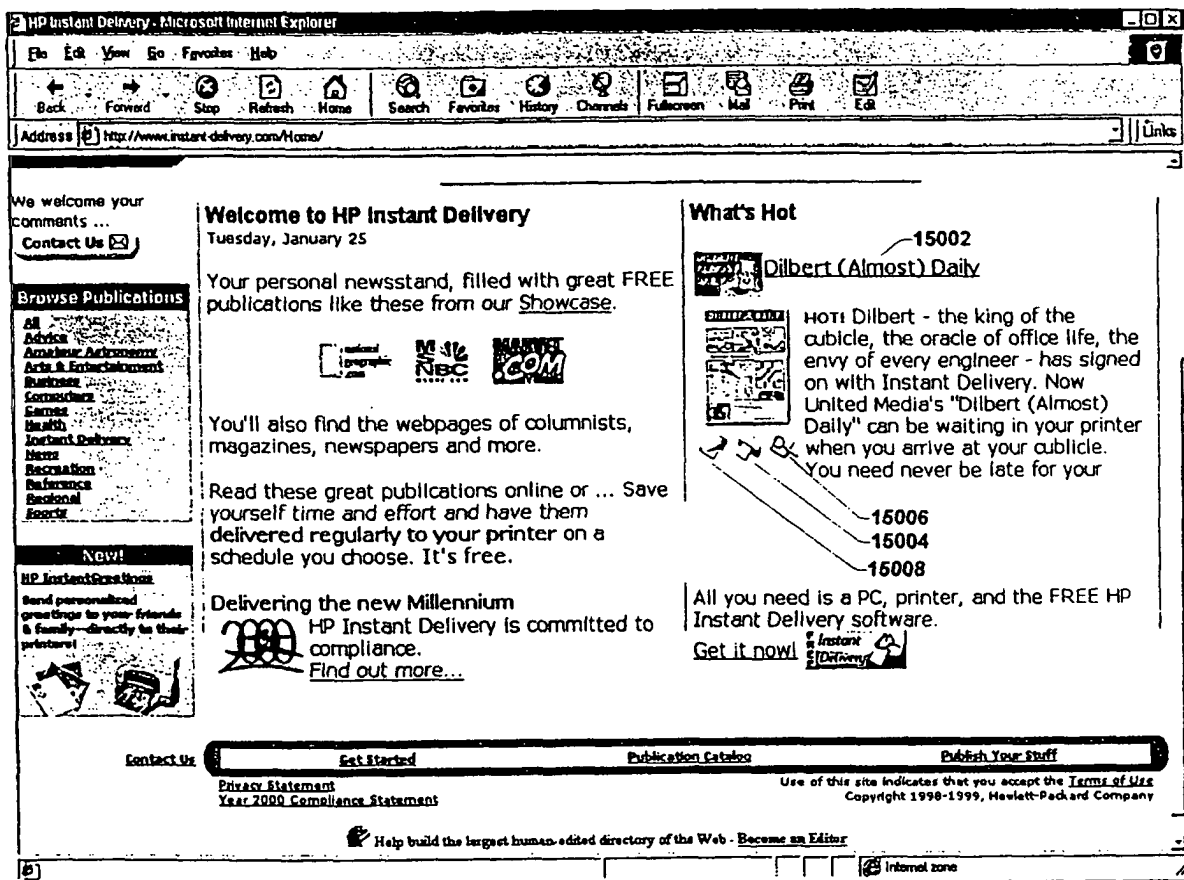 HP Instant Delivery - Microsoft Internet Explorer
File Edit View Go Favorites Help
Back Forward Stop Refresh Home Search Favorites History Channels Fullscreen Mail Print Edit
Address http://www.instant-delivery.com/Home/ Links
We welcome your
comments ...
Contact Us
Browse Publications
All
Advice
Amateur Astronomy
Arts & Entertainment
Business
Computers
Games
Health
Instant Delivery
News
Recreation
Reference
Regional
Sports
New!
HP InstantGreetings
Send personalized
greetings to your friends
& family—directly to their
printers!
Welcome to HP Instant Delivery
Tuesday, January 25
Your personal newsstand, filled with great FREE
publications like these from our Showcase.
national
geographic
.com
MSNBC
MARVEL
.COM
You'll also find the webpages of columnists,
magazines, newspapers and more.
Read these great publications online or ... Save
yourself time and effort and have them
delivered regularly to your printer on a
schedule you choose. It's free.
Delivering the new Millennium
2000
HP Instant Delivery is committed to
compliance.
Find out more...
What's Hot
15002
Dilbert (Almost) Daily
HOT! Dilbert - the king of the
cubicle, the oracle of office life, the
envy of every engineer - has signed
on with Instant Delivery. Now
United Media's "Dilbert (Almost)
Daily" can be waiting in your printer
when you arrive at your cublicle.
You need never be late for your
15006
15004
15008
All you need is a PC, printer, and the FREE HP
Instant Delivery software.
Get it now!
Instant
Delivery
Contact Us Get Started Publication Catalog Publish Your Stuff
Privacy Statement
Year 2000 Compliance Statement
Use of this site indicates that you accept the Terms of Use
Copyright 1998-1999, Hewlett-Packard Company
Help build the largest human-edited directory of the Web - Become an Editor
Internet zone